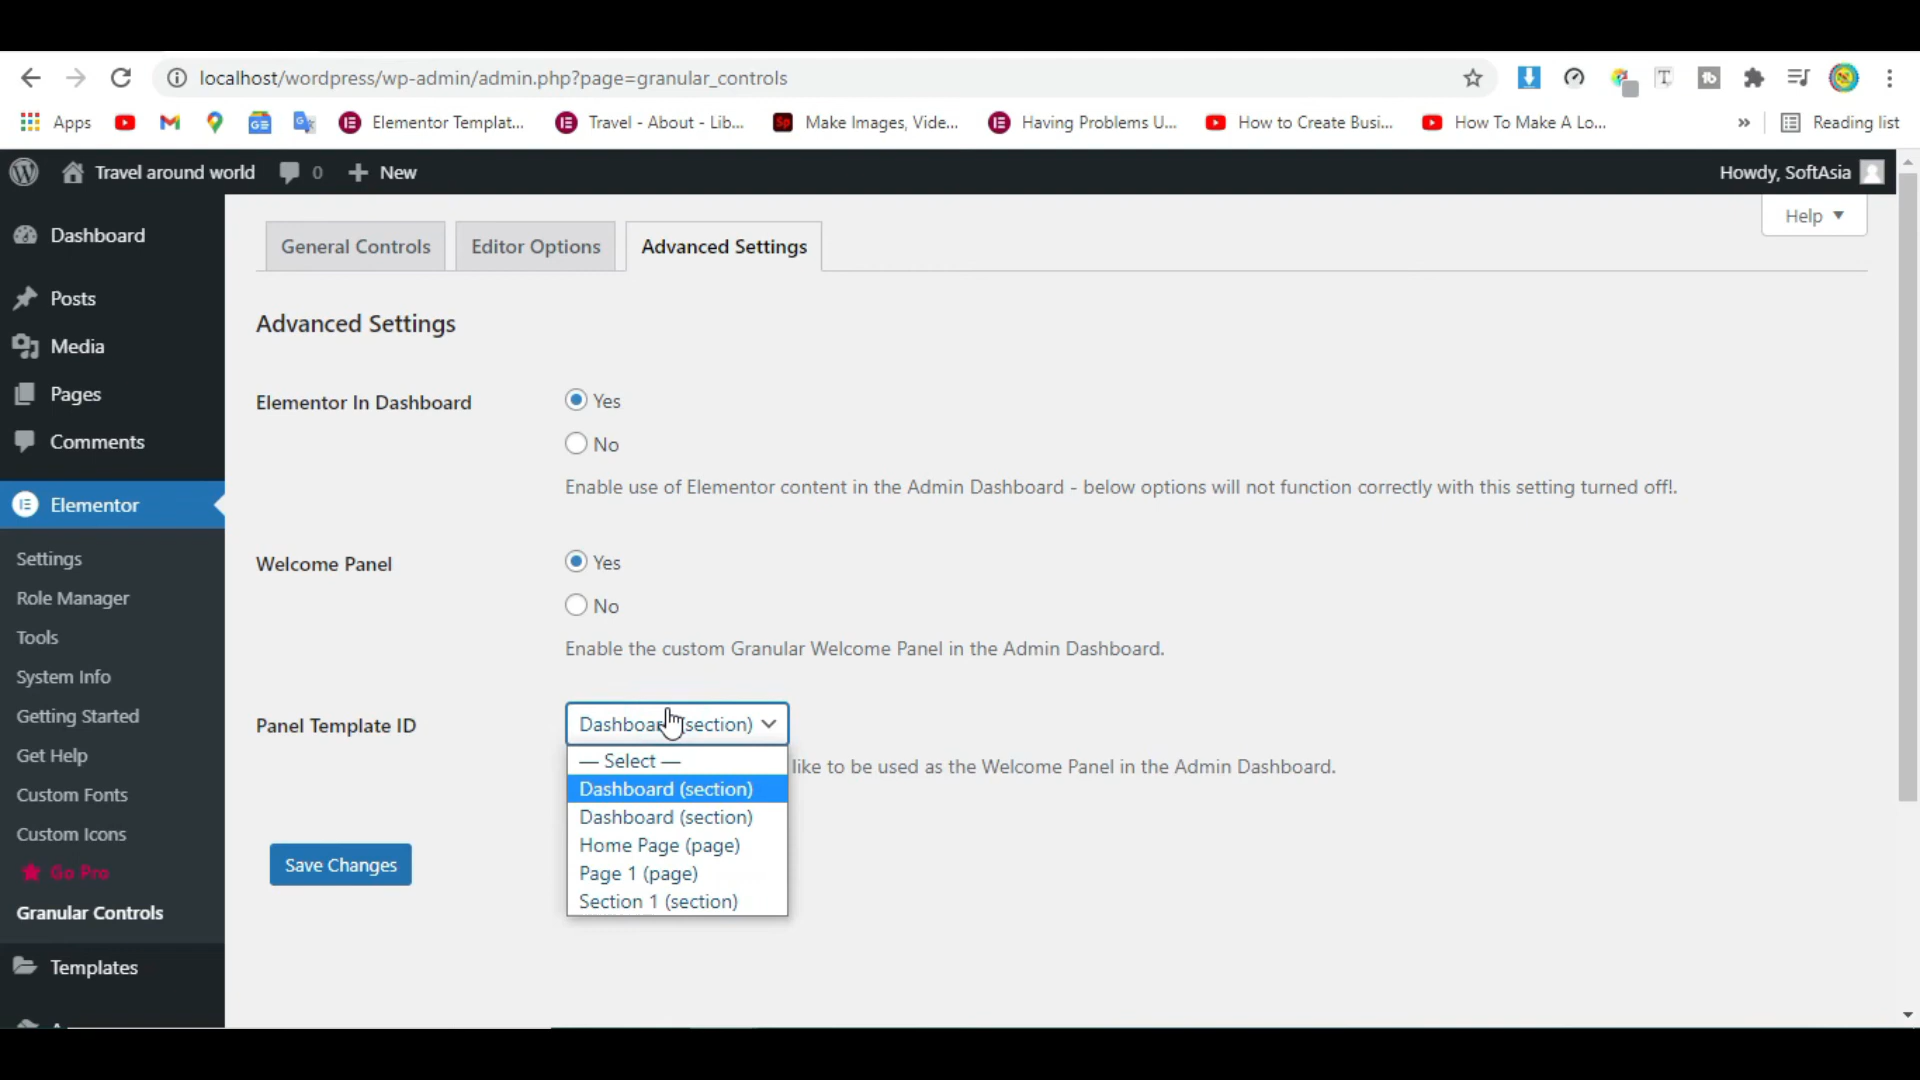 localhost/wordpress/wp-admin/admin.php?page=granular_controls
Apps
Elementor Templat...
Travel - About - Lib...
Sp
Make Images, Vide...
Having Problems U...
How to Create Busi...
How To Make A Lo...
»
Reading list
Travel around world
0
New
Howdy, SoftAsia
Help
Dashboard
Posts
Media
Pages
Comments
Elementor
Settings
Role Manager
Tools
System Info
Getting Started
Get Help
Custom Fonts
Custom Icons
Go Pro
Granular Controls
Templates
General Controls
Editor Options
Advanced Settings
Advanced Settings
Elementor In Dashboard
Yes
No
Enable use of Elementor content in the Admin Dashboard - below options will not function correctly with this setting turned off!.
Welcome Panel
Yes
No
Enable the custom Granular Welcome Panel in the Admin Dashboard.
Panel Template ID
(section)
— Select —
Dashboard (section)
Dashboard (section)
Home Page (page)
Page 1 (page)
Section 1 (section)
like to be used as the Welcome Panel in the Admin Dashboard.
Save Changes